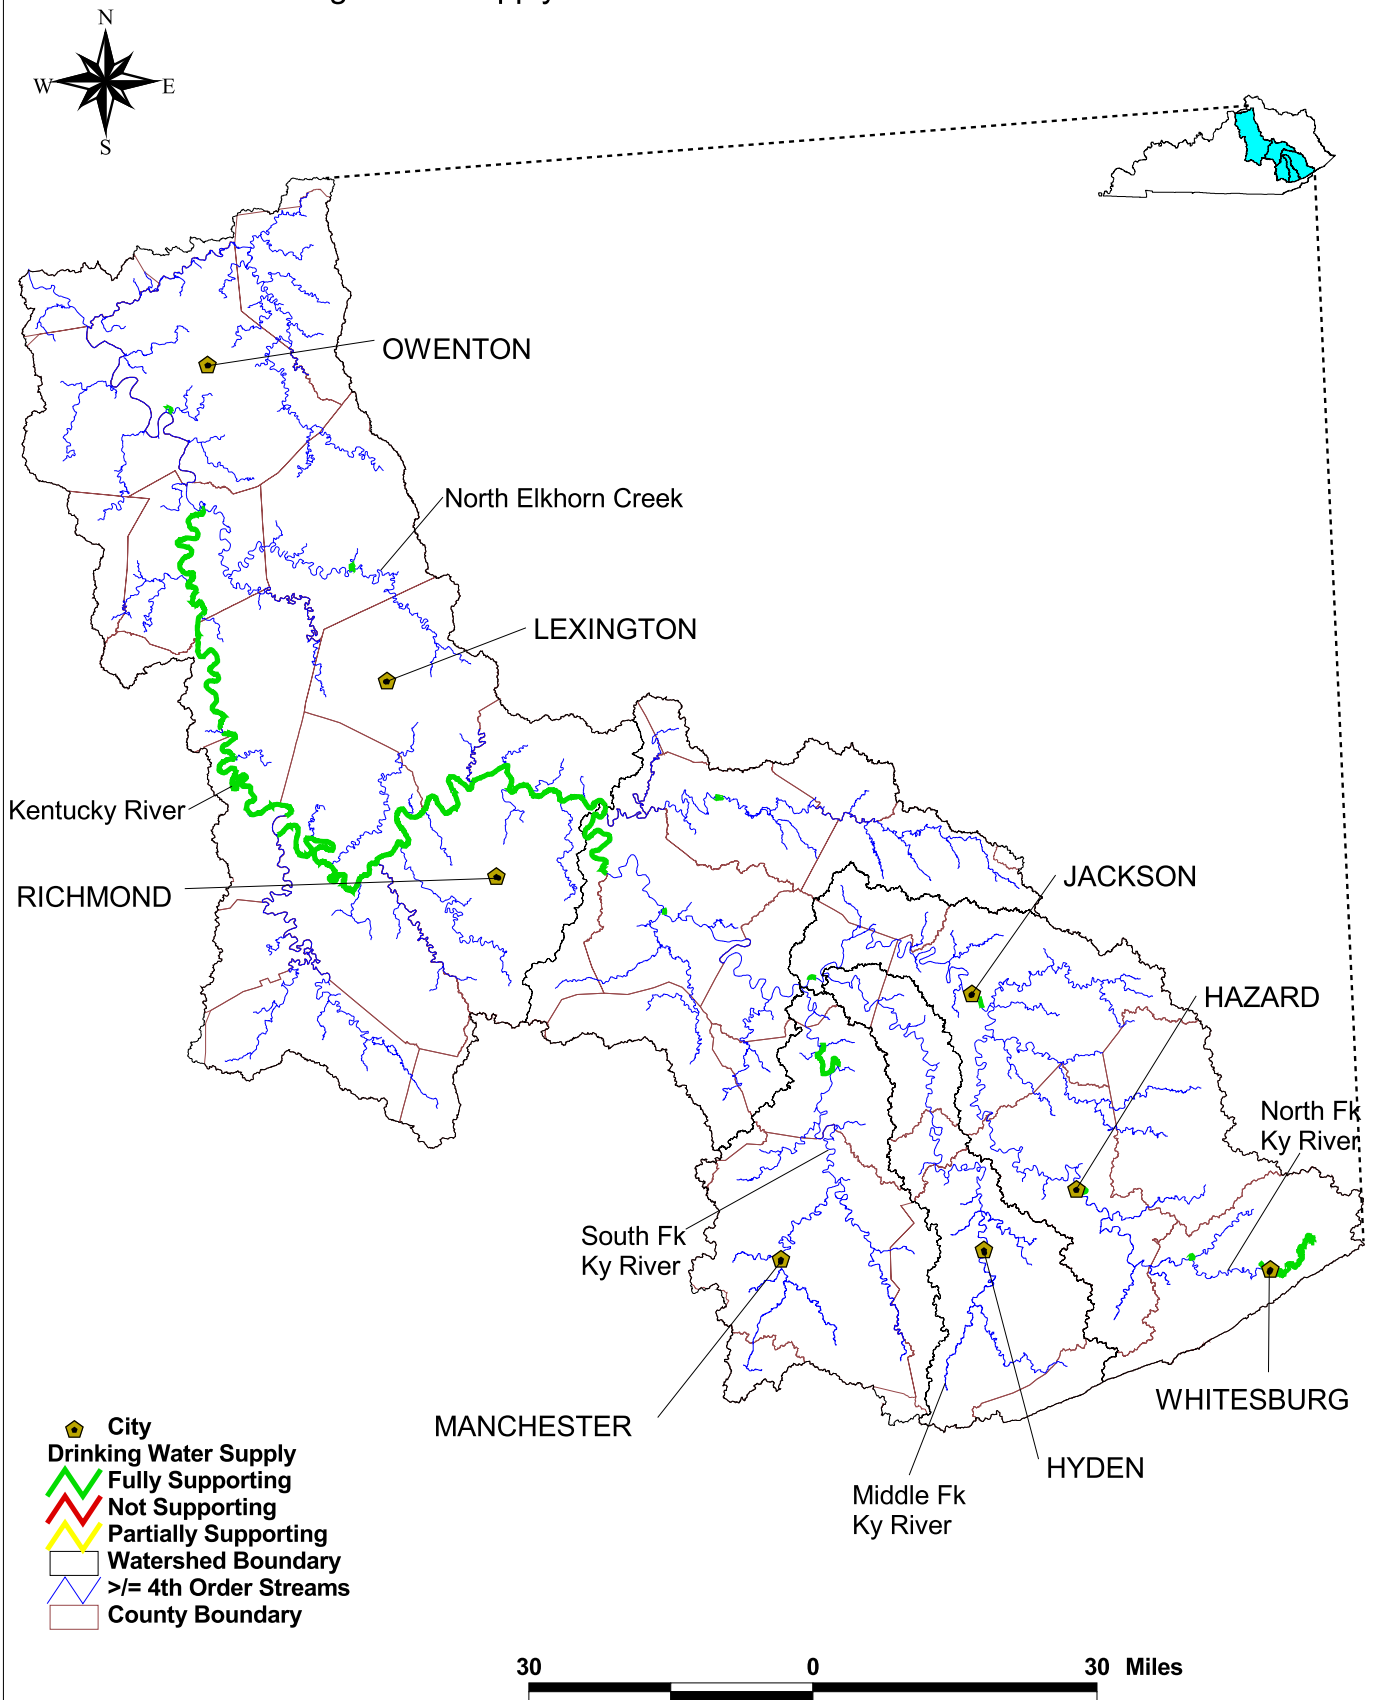 N
W E
S
OWENTON
North Elkhorn Creek
LEXINGTON
Kentucky River
RICHMOND
JACKSON
HAZARD
North Fk
Ky River
South Fk
Ky River
WHITESBURG
MANCHESTER
HYDEN
Middle Fk
Ky River
City
Drinking Water Supply
Fully Supporting
Not Supporting
Partially Supporting
Watershed Boundary
>/= 4th Order Streams
County Boundary
30 0 30 Miles